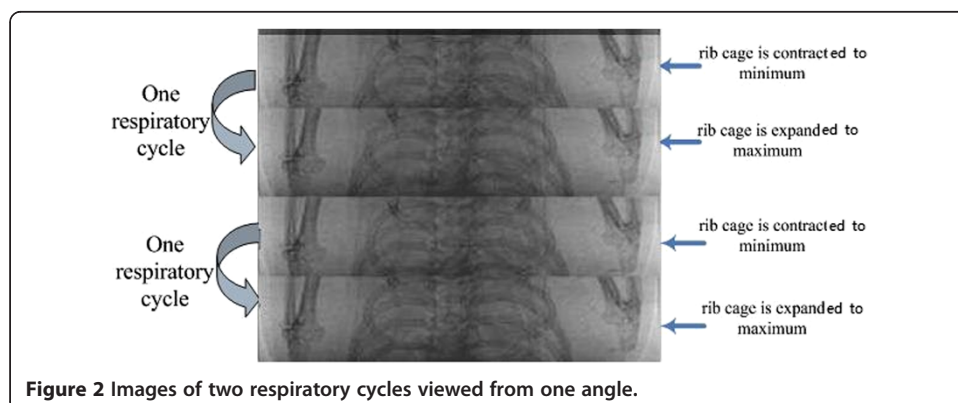 One
respiratory
cycle
rib cage is contracted to
minimum
rib cage is expanded to
maximum
One
respiratory
cycle
rib cage is contracted to
minimum
rib cage is expanded to
maximum
Figure 2 Images of two respiratory cycles viewed from one angle.